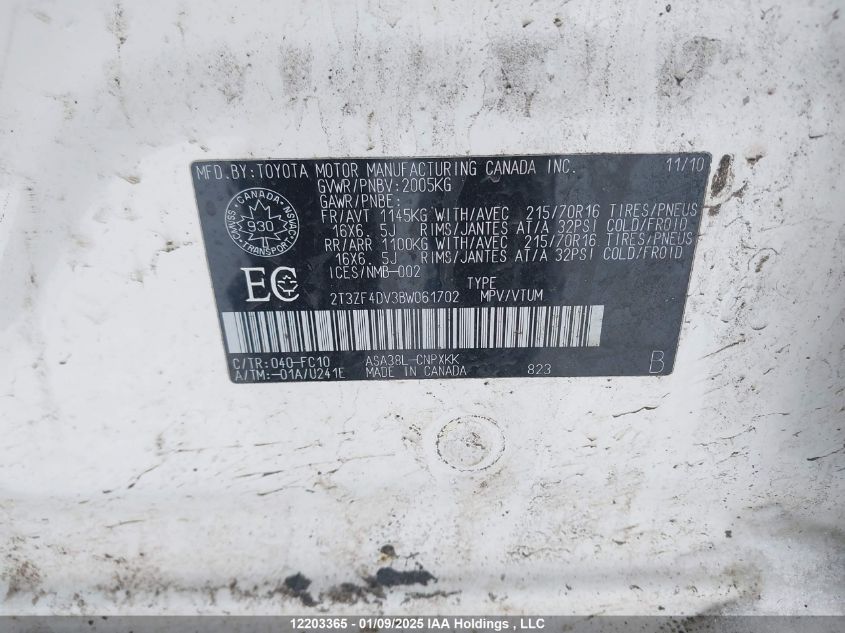 MFD.BY:TOYOTA MOTOR MANUFACTURING CANADA INC. 11/10
GVWR/PNBV:2005KG
GAWR/PNBE:
FR/AVT 1145KG WITH/AVEC 215/70R16 TIRES/PNEUS
16X6.5J RIMS/JANTES AT/A 32PSI COLD/FROID
RR/ARR 1100KG WITH/AVEC 215/70R16 TIRES/PNEUS
16X6.5J RIMS/JANTES AT/A 32PSI COLD/FROID
ICES/NMB-002
CANADA
930
TRANSPORT
EC
TYPE
2T3ZF4DV3BW061702 MPV/VTUM
C/TR:040-FC10 ASA38L-CNPXKK
A/TM:-01A/U241E MADE IN CANADA 823 B
12203365 - 01/09/2025 IAA Holdings , LLC